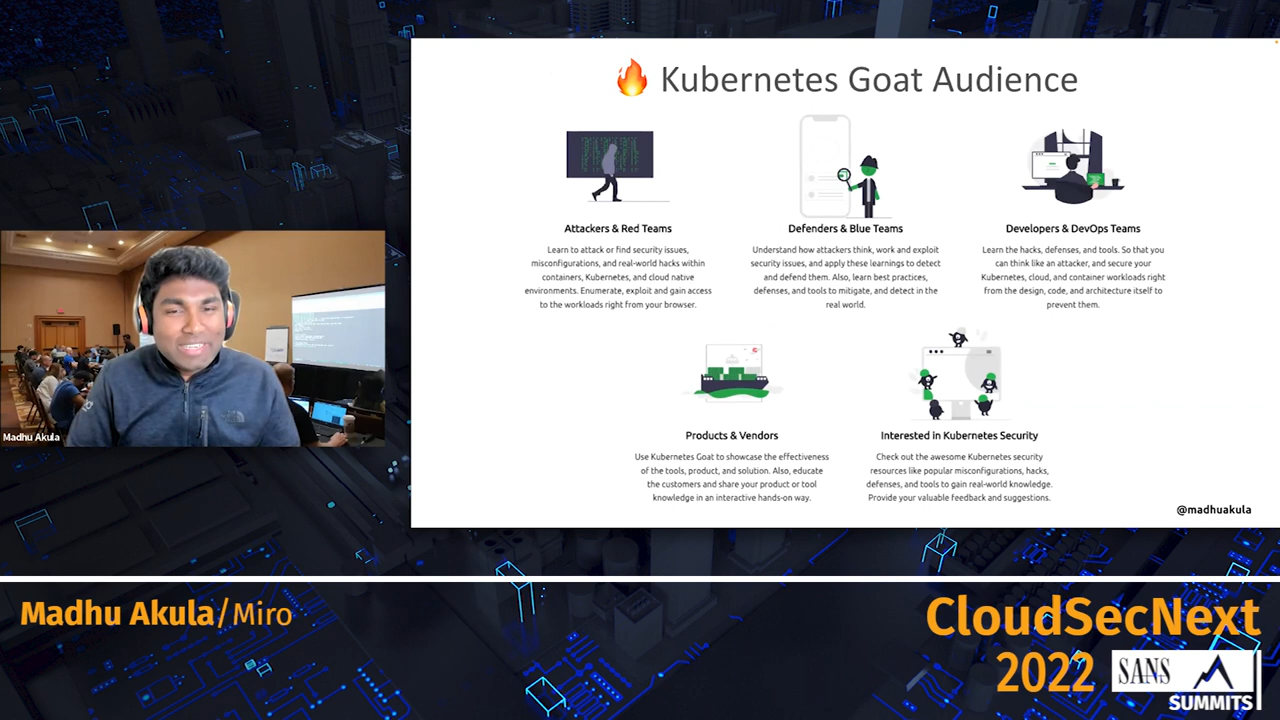 🔥 Kubernetes Goat Audience
Attackers & Red Teams
Learn to attack or find security issues,
misconfigurations, and real-world hacks within
containers, Kubernetes, and cloud native
environments. Enumerate, exploit and gain access
to the workloads right from your browser.
Defenders & Blue Teams
Understand how attackers think, work and exploit
security issues, and apply these learnings to detect
and defend them. Also, learn best practices,
defenses, and tools to mitigate, and detect in the
real world.
Developers & DevOps Teams
Learn the hacks, defenses, and tools. So that you
can think like an attacker, and secure your
Kubernetes, cloud, and container workloads right
from the design, code, and architecture itself to
prevent them.
Products & Vendors
Use Kubernetes Goat to showcase the effectiveness
of the tools, product, and solution. Also, educate
the customers and share your product or tool
knowledge in an interactive hands-on way.
Interested in Kubernetes Security
Check out the awesome Kubernetes security
resources like popular misconfigurations, hacks,
defenses, and tools to gain real-world knowledge.
Provide your valuable feedback and suggestions.
@madhuakula
Madhu Akula
Madhu Akula/Miro
CloudSecNext
2022
SANS
SUMMITS